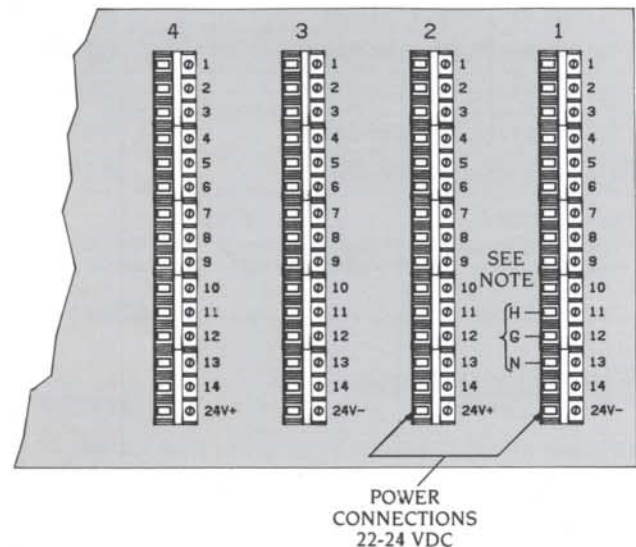 4 3 2 1
1 1 1 1
2 2 2 2
3 3 3 3
4 4 4 4
5 5 5 5
6 6 6 6
7 7 7 7
8 8 8 8
9 9 9 9
SEE
NOTE
10 10 10 10
11 11 11 H 11
12 12 12 G 12
13 13 13 N 13
14 14 14 14
24V+ 24V− 24V+ 24V−
POWER
CONNECTIONS
22-24 VDC